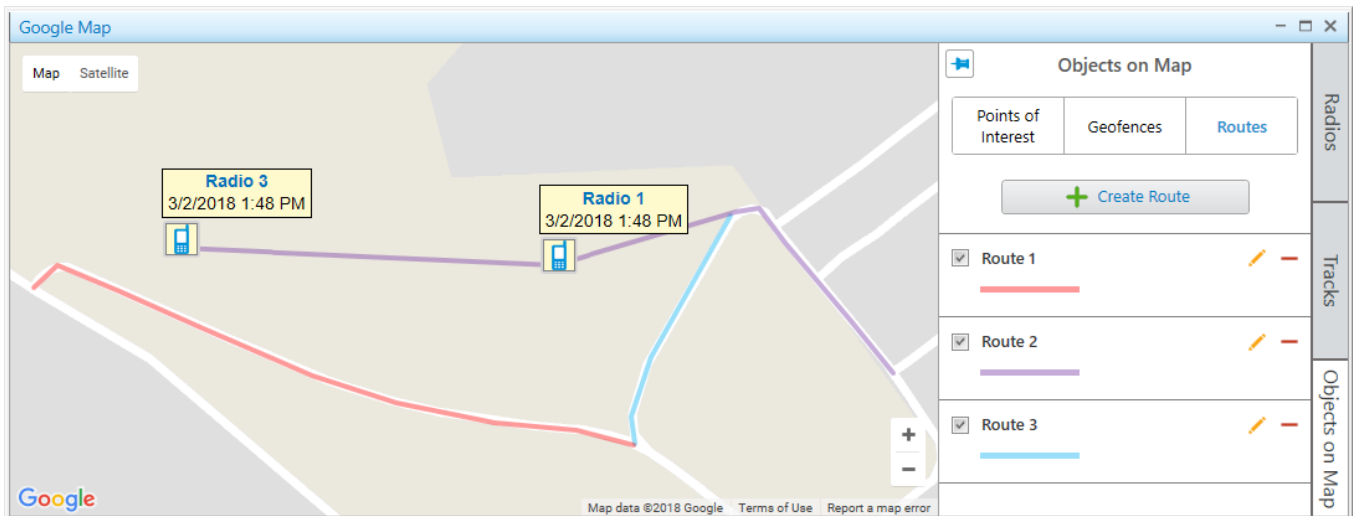 Google Map
Map Satellite
Radio 3
3/2/2018 1:48 PM
Radio 1
3/2/2018 1:48 PM
Google
Map data ©2018 Google Terms of Use Report a map error
Objects on Map
Points of
Interest
Geofences
Routes
Create Route
Route 1
Route 2
Route 3
Radios
Tracks
Objects on Map